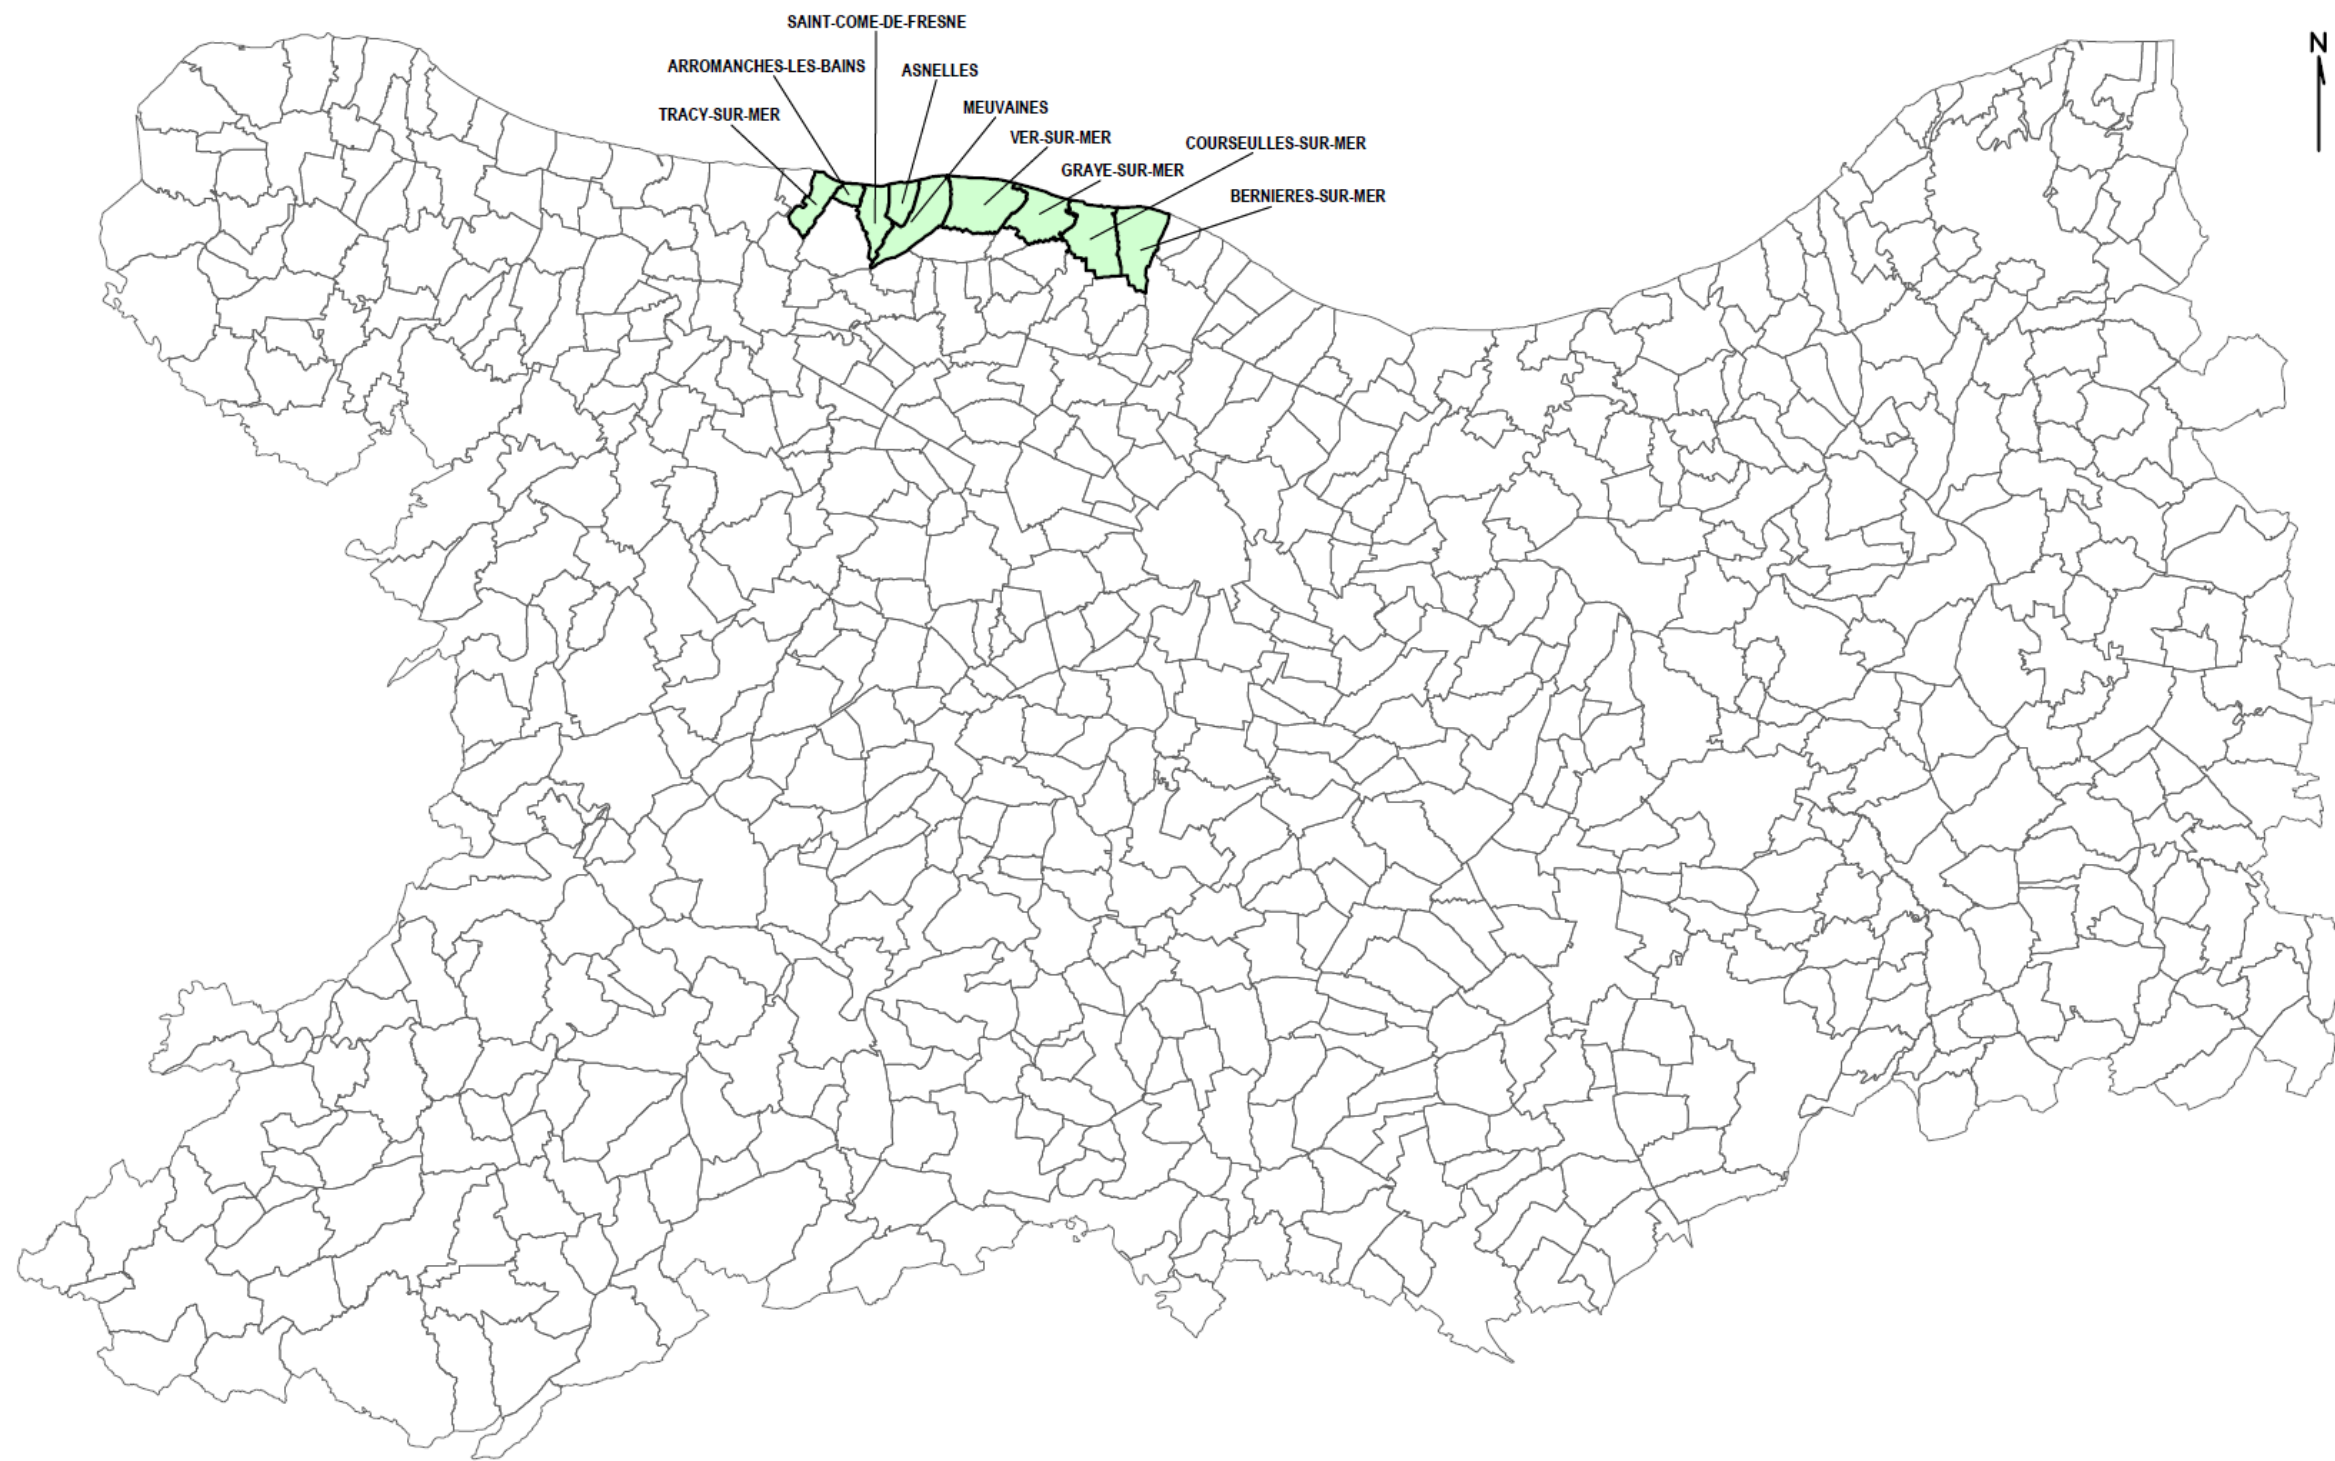 SAINT-COME-DE-FRESNE
N
ARROMANCHES-LES-BAINS
ASNELLES
MEUVAINES
TRACY-SUR-MER
VER-SUR-MER
COURSEULLES-SUR-MER
GRAYE-SUR-MER
BERNIERES-SUR-MER